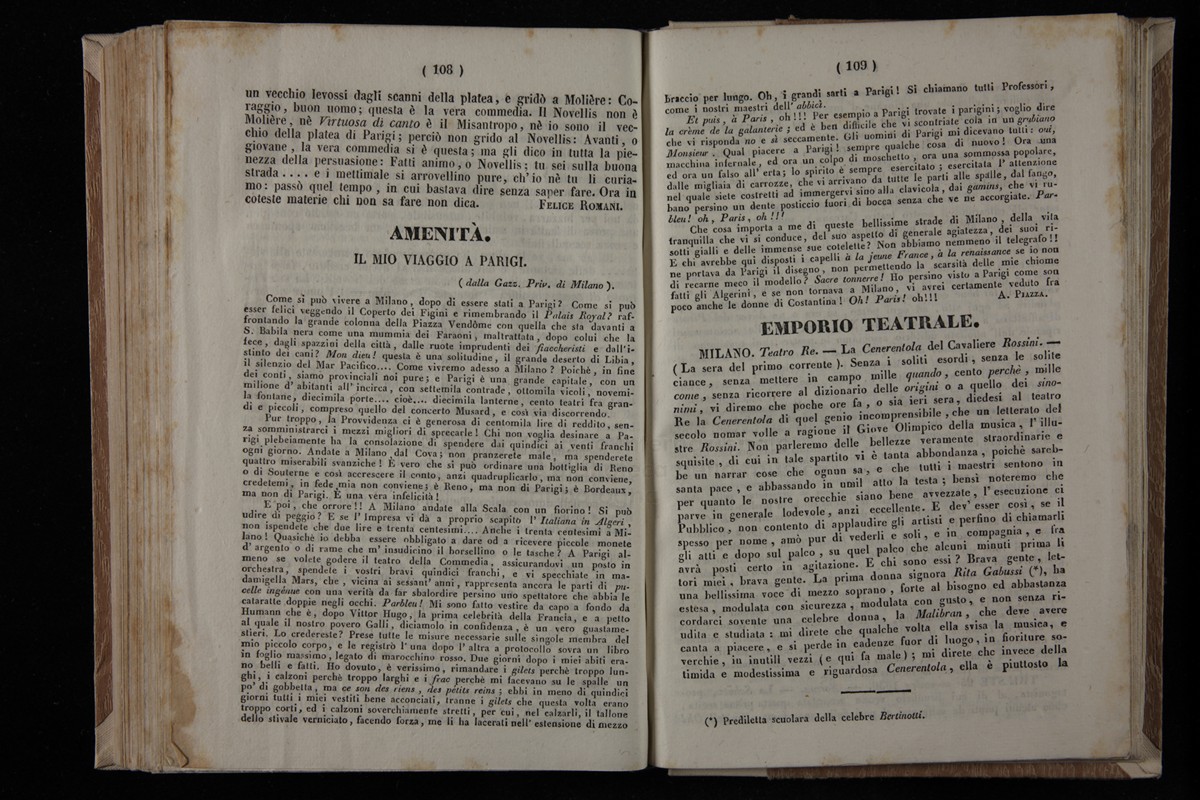 ( 108 )
un vecchio levossi dagli scanni della platea, e gridò a Molière: Co-
raggio, buon uomo; questa è la vera commedia. Il Novellis non è
Molière, nè Virtuosa di canto è il Misantropo, nè io sono il vec-
chio della platea di Parigi; perciò non grido al Novellis: Avanti, o
giovane, la vera commedia si è questa; ma gli dico in tutta la pie-
nezza della persuasione: Fatti animo, o Novellis; tu sei sulla buona
strada.... e i mettimale si arrovellino pure, ch'io nè tu li curia-
mo: passò quel tempo, in cui bastava dire senza saper fare. Ora in
coteste materie chi non sa fare non dica. FELICE ROMANI.
AMENITÀ.
IL MIO VIAGGIO A PARIGI.
( dalla Gazz. Priv. di Milano ).
Come si può vivere a Milano, dopo di essere stati a Parigi? Come si può
esser felici veggendo il Coperto dei Figini e rimembrando il Palais Royal? raf-
frontando la grande colonna della Piazza Vendôme con quella che sta davanti a
S. Babila nera come una mummia dei Faraoni, maltrattata, dopo colui che la
fece, dagli spazzini della città, dalle ruote imprudenti dei fiaccheristi e dall'i-
stinto dei cani? Mon dieu! questa è una solitudine, il grande deserto di Libia,
il silenzio del Mar Pacifico.... Come vivremo adesso a Milano? Poichè, in fine
dei conti, siamo provinciali noi pure; e Parigi è una grande capitale, con un
milione d'abitanti all'incirca, con settemila contrade, ottomila vicoli, novemi-
la fontane, diecimila porte.... cioè.... diecimila lanterne, cento teatri fra gran-
di e piccoli, compreso quello del concerto Musard, e così via discorrendo.
Pur troppo, la Provvidenza ci è generosa di centomila lire di reddito, sen-
za somministrarci i mezzi migliori di sprecarle! Chi non voglia desinare a Pa-
rigi plebeiamente ha la consolazione di spendere dai quindici ai venti franchi
ogni giorno. Andate a Milano dal Cova; non pranzerete male, ma spenderete
quattro miserabili svanziche! È vero che si può ordinare una bottiglia di Reno
o di Souterne e così accrescere il conto, anzi quadruplicarlo, ma non conviene,
credetemi, in fede mia non conviene; è Reno, ma non di Parigi; è Bordeaux,
ma non di Parigi. È una vera infelicità!
E poi, che orrore!! A Milano andate alla Scala con un fiorino! Si può
udire di peggio? E se l'Impresa vi dà a proprio scapito l'Italiana in Algeri,
non ispendete che due lire e trenta centesimi... Anche i trenta centesimi a Mi-
lano! Quasichè io debba essere obbligato a dare od a ricevere piccole monete
d'argento o di rame che m'insudicino il borsellino o le tasche? A Parigi al-
meno se volete godere il teatro della Commedia, assicurandovi un posto in
orchestra, spendete i vostri bravi quindici franchi, e vi specchiate in ma-
damigella Mars, che, vicina ai sessant'anni, rappresenta ancora le parti di pu-
celle ingènue con una verità da far sbalordire persino uno spettatore che abbia le
cataratte doppie negli occhi. Parbleu! Mi sono fatto vestire da capo a fondo da
Humann che è, dopo Vittor Hugo, la prima celebrità della Francia, e a petto
al quale il nostro povero Galli, diciamolo in confidenza, è un vero guastame-
stieri. Lo credereste? Prese tutte le misure necessarie sulle singole membra del
mio piccolo corpo, e le registrò l'una dopo l'altra a protocollo sovra un libro
in foglio massimo, legato di marocchino rosso. Due giorni dopo i miei abiti era-
no belli e fatti. Ho dovuto, è verissimo, rimandare i gilets perchè troppo lun-
ghi, i calzoni perchè troppo larghi e i frac perchè mi facevano su le spalle un
po' di gobbetta, ma ce son des riens, des petits reins; ebbi in meno di quindici
giorni tutti i miei vestiti bene acconciati, tranne i gilets che questa volta erano
troppo corti, ed i calzoni soverchiamente stretti, per cui, nel calzarli, il tallone
dello stivale verniciato, facendo forza, me li ha lacerati nell'estensione di mezzo
( 109 )
braccio per lungo. Oh, i grandi sarti a Parigi! Si chiamano tutti Professori,
come i nostri maestri dell'abbicì.
Et puis, à Paris, oh!!! Per esempio a Parigi trovate i parigini; voglio dire
la crème de la galanterie; ed è ben difficile che vi scontriate cola in un grubiano
che vi risponda no e sì seccamente. Gli uomini di Parigi mi dicevano tutti: oui,
Monsieur. Qual piacere a Parigi! sempre qualche cosa di nuovo! Ora una
macchina infernale, ed ora un colpo di moschetto, ora una sommossa popolare,
ed ora un falso all'erta; lo spirito è sempre esercitato; esercitata l'attenzione
dalle migliaia di carrozze, che vi arrivano da tutte le parti alle spalle, dal fango,
nel quale siete costretti ad immergervi sino alla clavicola, dai gamins, che vi ru-
bano persino un dente posticcio fuori di bocca senza che ve ne accorgiate. Par-
bleu! oh, Paris, oh!!!
Che cosa importa a me di queste bellissime strade di Milano, della vita
tranquilla che vi si conduce, del suo aspetto di generale agiatezza, dei suoi ri-
sotti gialli e delle immense sue cotelette? Non abbiamo nemmeno il telegrafo!!
E chi avrebbe qui disposti i capelli à la jeune France, à la renaissance se io non
ne portava da Parigi il disegno, non permettendo la scarsità delle mie chiome
di recarne meco il modello? Sacre tonnerre! Ho persino visto a Parigi come son
fatti gli Algerini, e se non tornava a Milano, vi avrei certamente veduto fra
poco anche le donne di Costantina! Oh! Paris! oh!!! A. PIAZZA.
EMPORIO TEATRALE.
MILANO. Teatro Re. — La Cenerentola del Cavaliere Rossini. —
( La sera del primo corrente ). Senza i soliti esordi, senza le solite
ciance, senza mettere in campo mille quando, cento perchè, mille
come, senza ricorrere al dizionario delle origini o a quello dei sino-
nimi, vi diremo che poche ore fa, o sia ieri sera, diedesi al teatro
Re la Cenerentola di quel genio incomprensibile, che un letterato del
secolo nomar volle a ragione il Giove Olimpico della musica, l'illu-
stre Rossini. Non parleremo delle bellezze veramente straordinarie e
squisite, di cui in tale spartito vi è tanta abbondanza, poichè sareb-
be un narrar cose che ognun sa, e che tutti i maestri sentono in
santa pace, e abbassando in umil atto la testa; bensì noteremo che
per quanto le nostre orecchie siano bene avvezzate, l'esecuzione ci
parve in generale lodevole, anzi eccellente. E dev'esser così, se il
Pubblico, non contento di applaudire gli artisti e perfino di chiamarli
spesso per nome, amò pur di vederli e soli, e in compagnia, e fra
gli atti e dopo sul palco, su quel palco che alcuni minuti prima li
avrà posti certo in agitazione. E chi sono essi? Brava gente, let-
tori miei, brava gente. La prima donna signora Rita Gabussi (*), ha
una bellissima voce di mezzo soprano, forte al bisogno ed abbastanza
estesa, modulata con sicurezza, modulata con gusto, e non senza ri-
cordarci sovente una celebre donna, la Malibran, che deve avere
udita e studiata: mi direte che qualche volta ella svisa la musica, e
canta a piacere, e si perde in cadenze fuor di luogo, in fioriture so-
verchie, in inutili vezzi (e qui fa male); mi direte che invece della
timida e modestissima e riguardosa Cenerentola, ella è piuttosto la
(*) Prediletta scuolara della celebre Bertinotti.